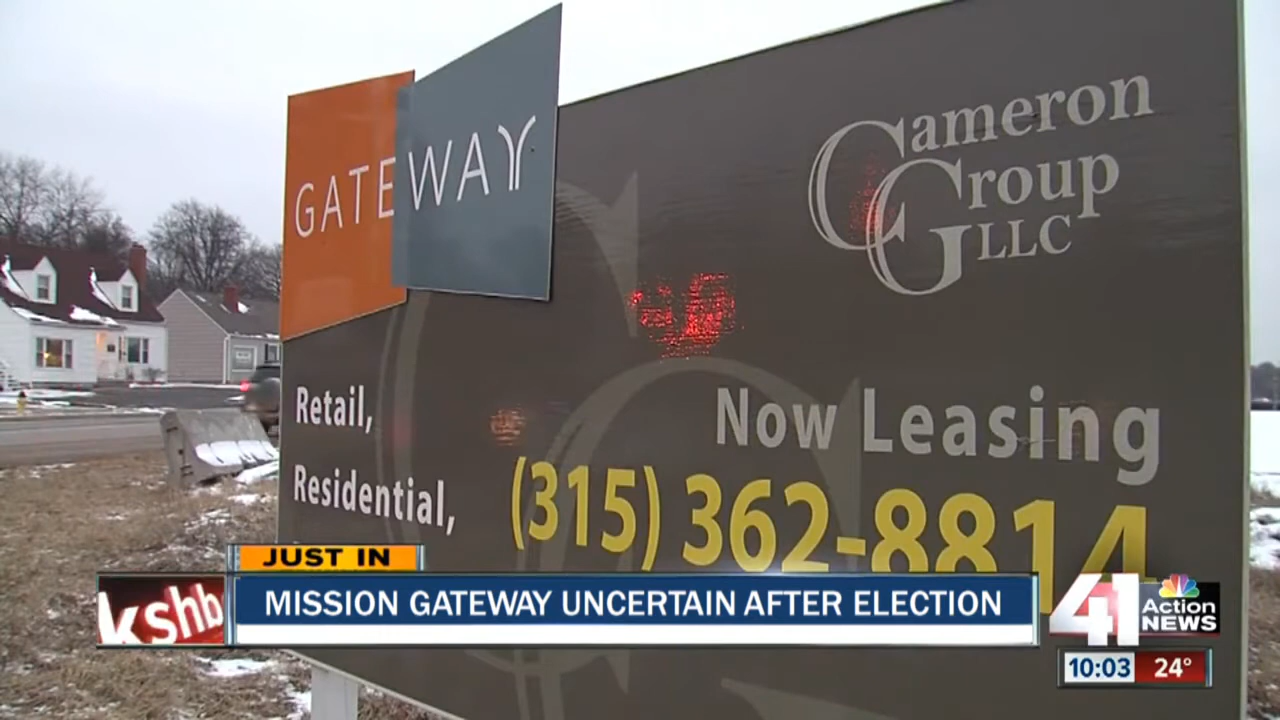 GATEWAY
Cameron
Group
LLC
Retail,
Residential,
Now Leasing
(315) 362-8814
JUST IN
kshb
MISSION GATEWAY UNCERTAIN AFTER ELECTION
41
Action
NEWS
10:03 24°